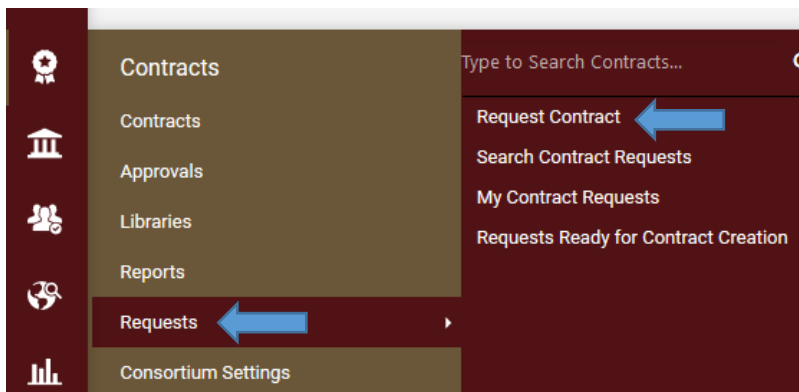 Contracts
Contracts
Approvals
Libraries
Reports
Requests
Consortium Settings
Type to Search Contracts...
Request Contract
Search Contract Requests
My Contract Requests
Requests Ready for Contract Creation